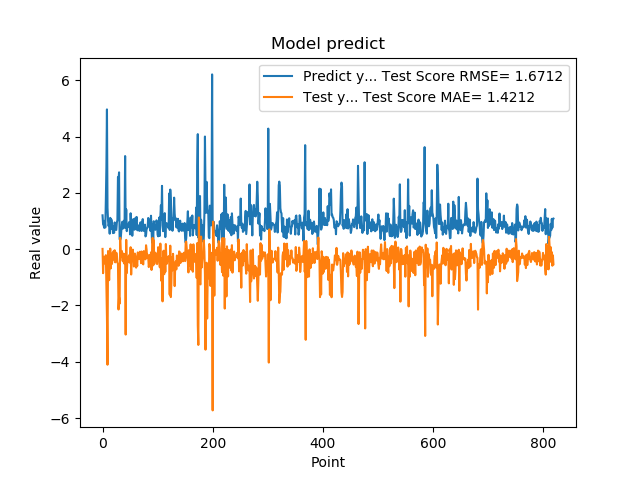 Model predict
Predict y... Test Score RMSE= 1.6712
Test y... Test Score MAE= 1.4212
Real value
6
4
2
0
−2
−4
−6
0 200 400 600 800
Point